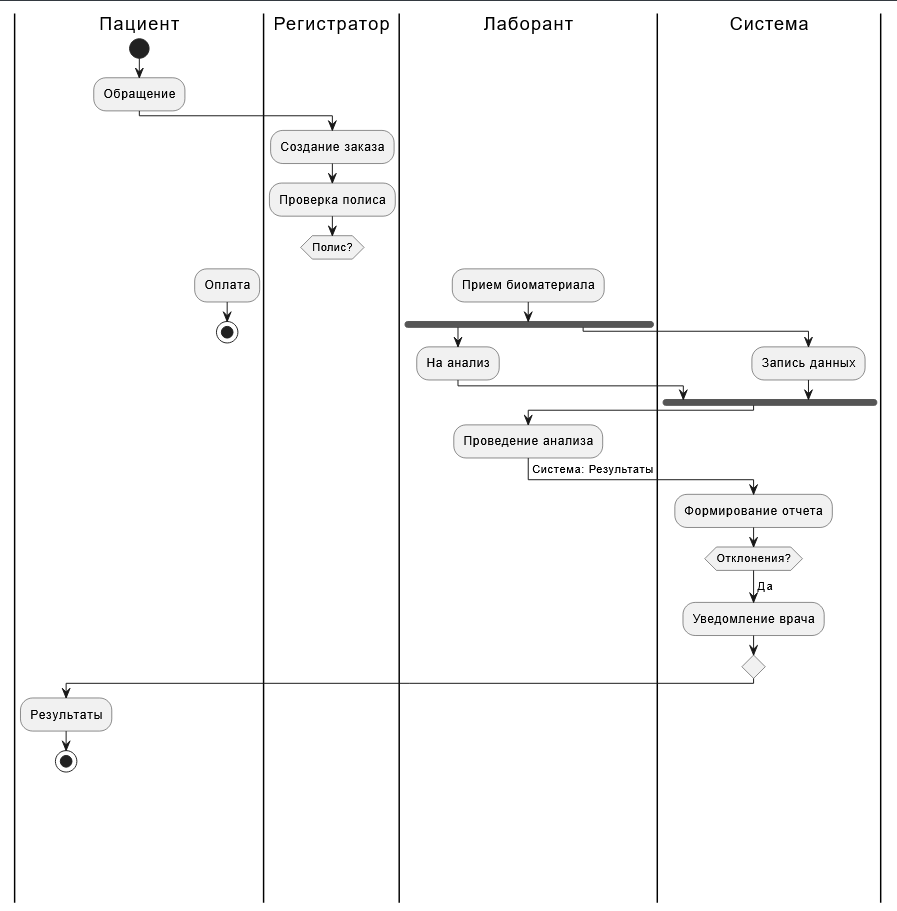 Пациент
Регистратор
Лаборант
Система
Обращение
Создание заказа
Проверка полиса
Полис?
Оплата
Прием биоматериала
На анализ
Запись данных
Проведение анализа
Система: Результаты
Формирование отчета
Отклонения?
Да
Уведомление врача
Результаты